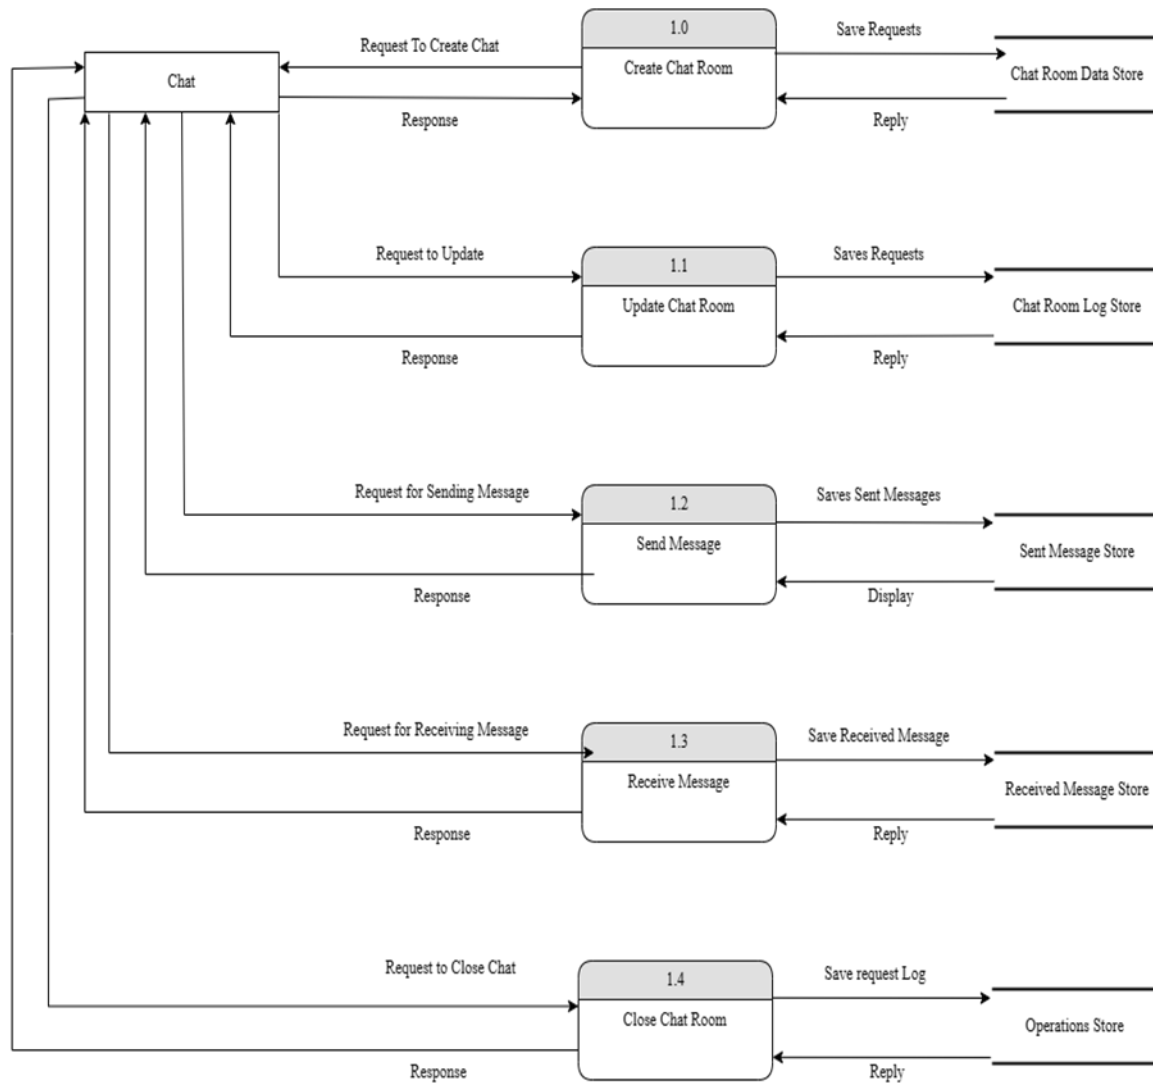 1.0
Save Requests
Request To Create Chat
Create Chat Room
Chat Room Data Store
Chat
Response
Reply
Request to Update
1.1
Saves Requests
Update Chat Room
Chat Room Log Store
Response
Reply
Request for Sending Message
1.2
Saves Sent Messages
Send Message
Sent Message Store
Response
Display
Request for Receiving Message
1.3
Save Received Message
Receive Message
Received Message Store
Response
Reply
Request to Close Chat
1.4
Save request Log
Close Chat Room
Operations Store
Response
Reply